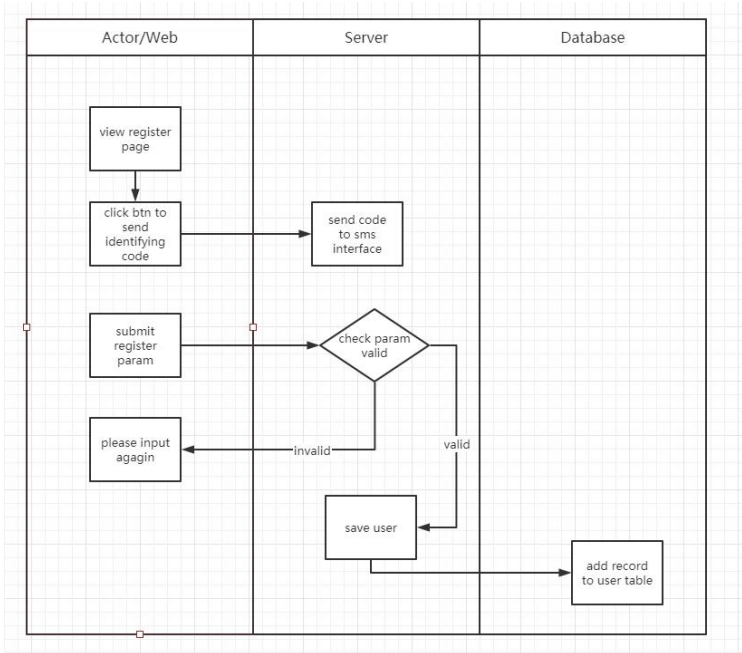 Actor/Web
Server
Database
view register
page
click btn to
send
identifying
code
send code
to sms
interface
submit
register
param
check param
valid
please input
agagin
invalid
valid
save user
add record
to user table